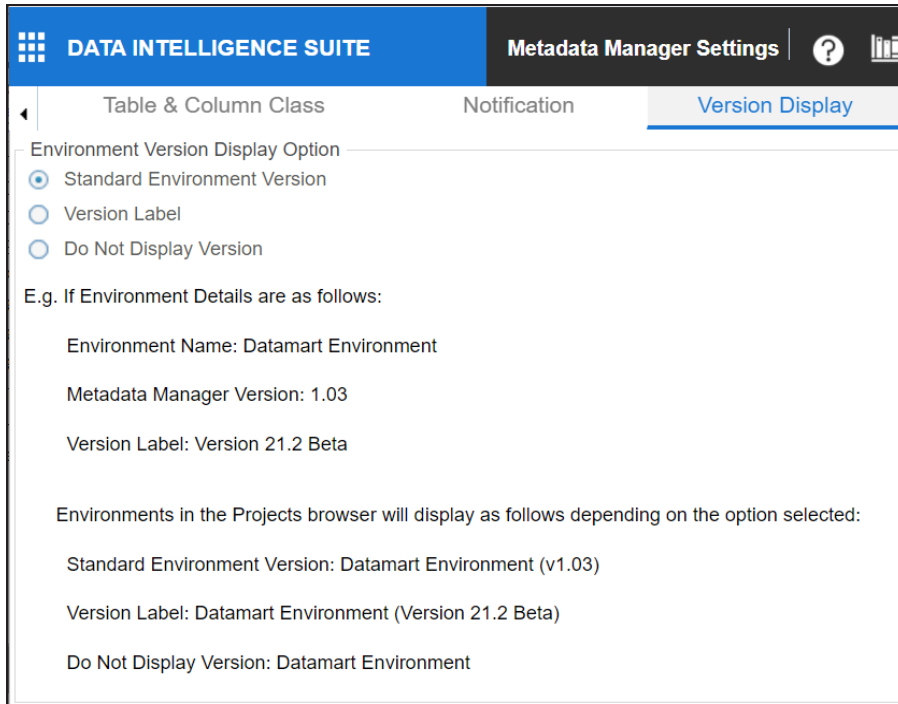 DATA INTELLIGENCE SUITE
Metadata Manager Settings
Table & Column Class
Notification
Version Display
Environment Version Display Option
Standard Environment Version
Version Label
Do Not Display Version
E.g. If Environment Details are as follows:
Environment Name: Datamart Environment
Metadata Manager Version: 1.03
Version Label: Version 21.2 Beta
Environments in the Projects browser will display as follows depending on the option selected:
Standard Environment Version: Datamart Environment (v1.03)
Version Label: Datamart Environment (Version 21.2 Beta)
Do Not Display Version: Datamart Environment